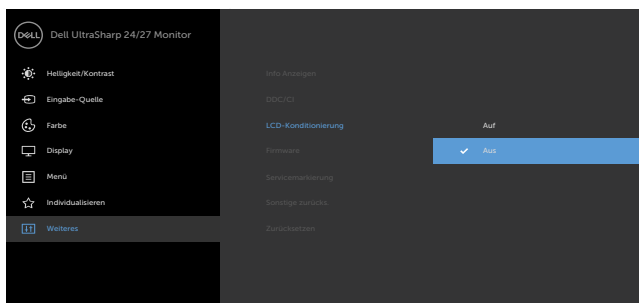 DELL
Dell UltraSharp 24/27 Monitor
Helligkeit/Kontrast
Info Anzeigen
Eingabe-Quelle
DDC/CI
Farbe
LCD-Konditionierung
Auf
Display
Firmware
Aus
Menü
Servicemarkierung
Individualisieren
Sonstige zurücks
Weiteres
Zurücksetzen